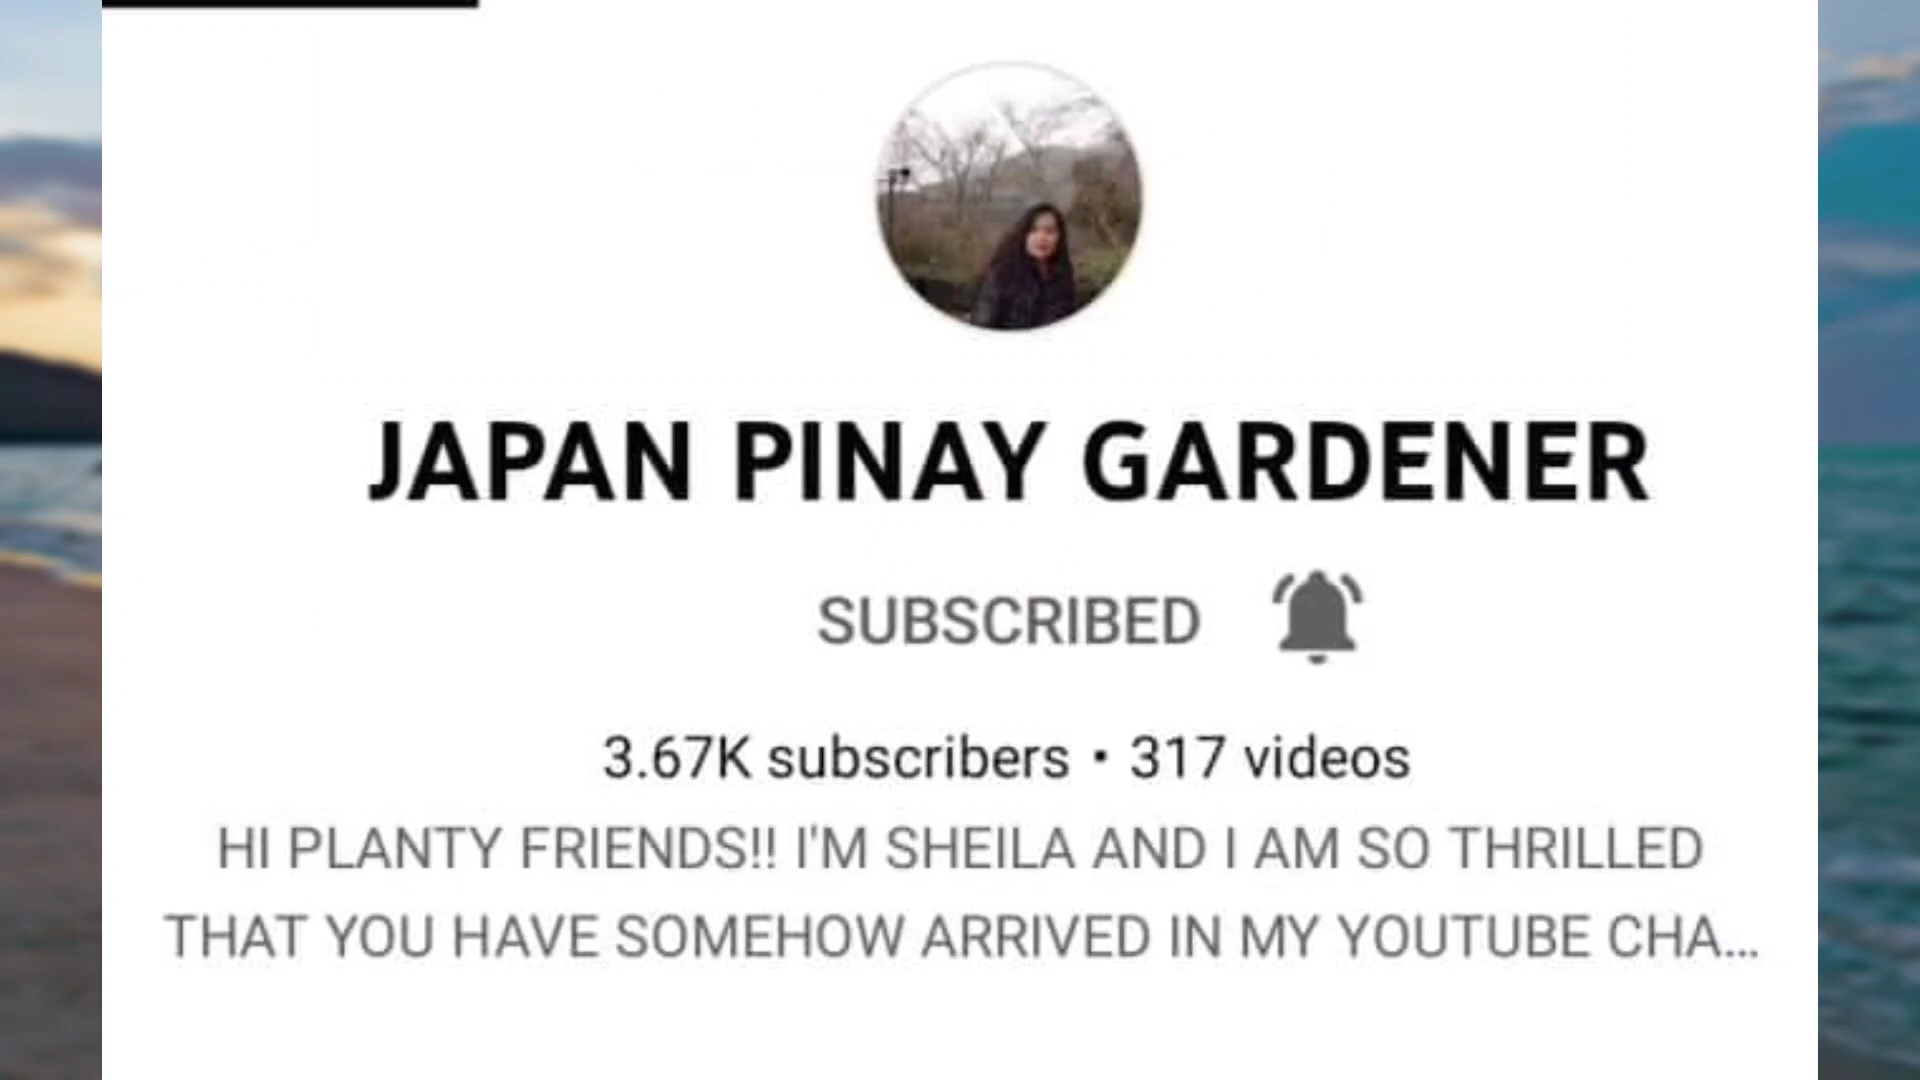 JAPAN PINAY GARDENER
SUBSCRIBED
3.67K subscribers • 317 videos
HI PLANTY FRIENDS!! I'M SHEILA AND I AM SO THRILLED
THAT YOU HAVE SOMEHOW ARRIVED IN MY YOUTUBE CHA...